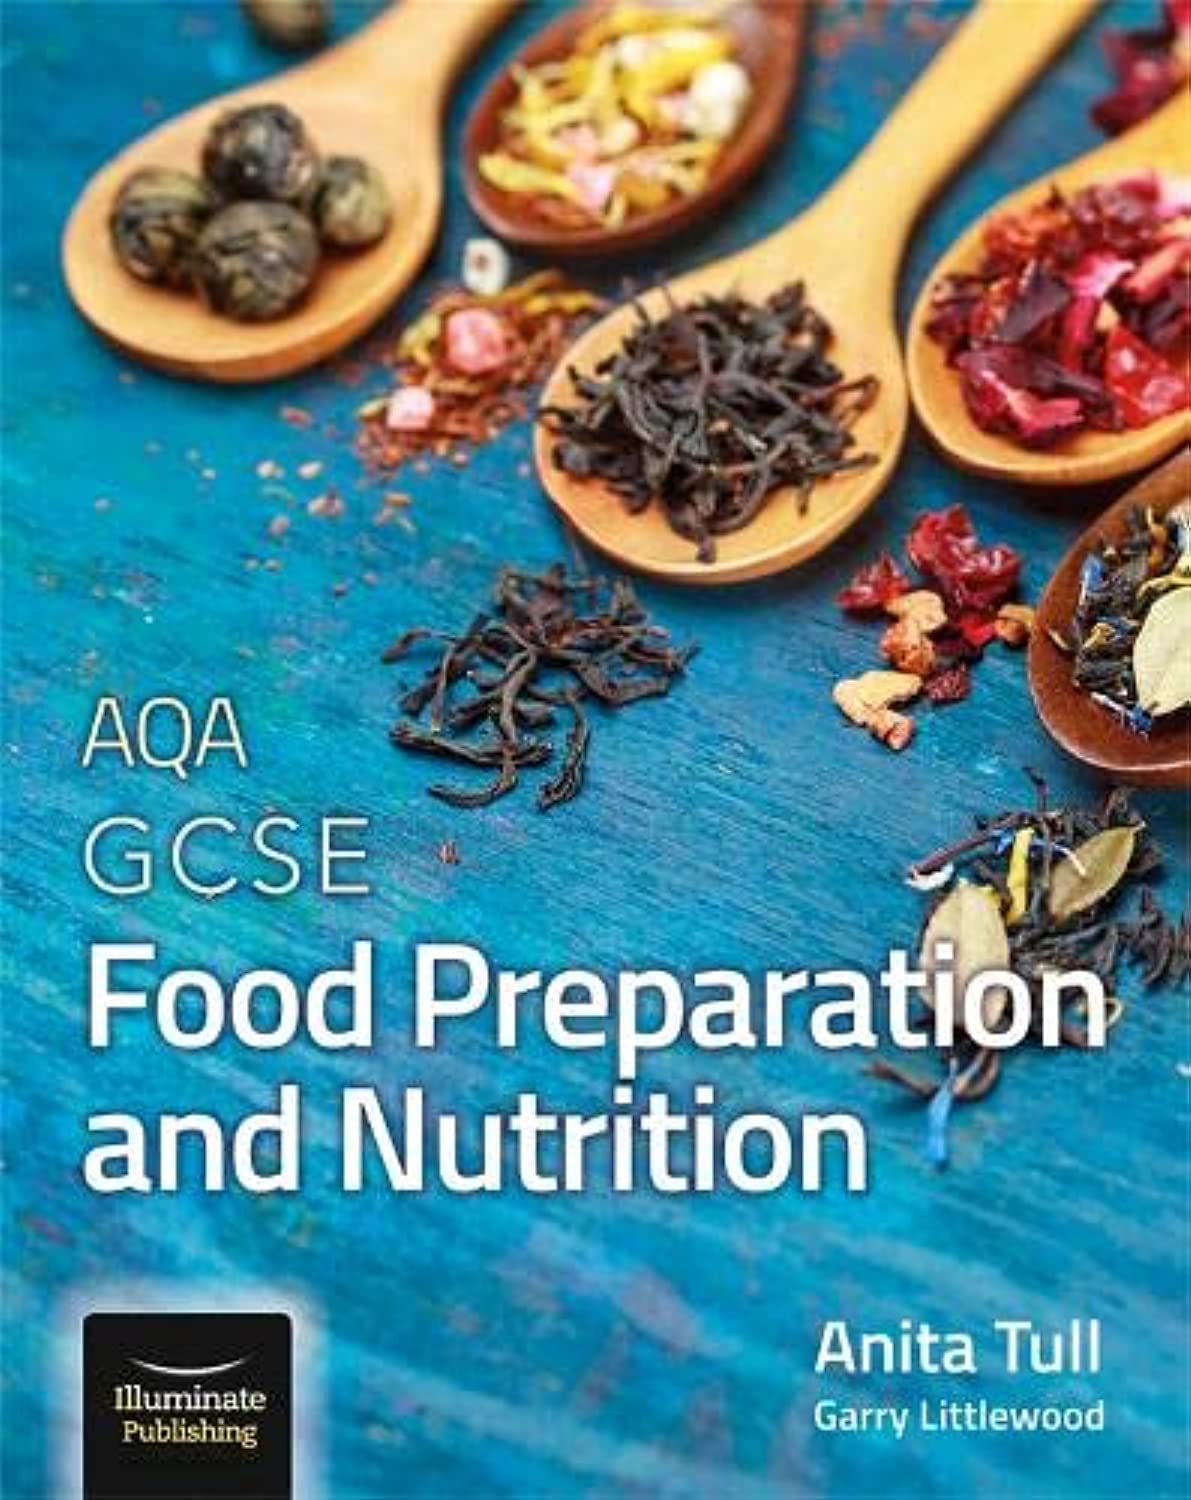 AQA
GCSE
Food Preparation
and Nutrition
Anita Tull
Garry Littlewood
Illuminate
Publishing